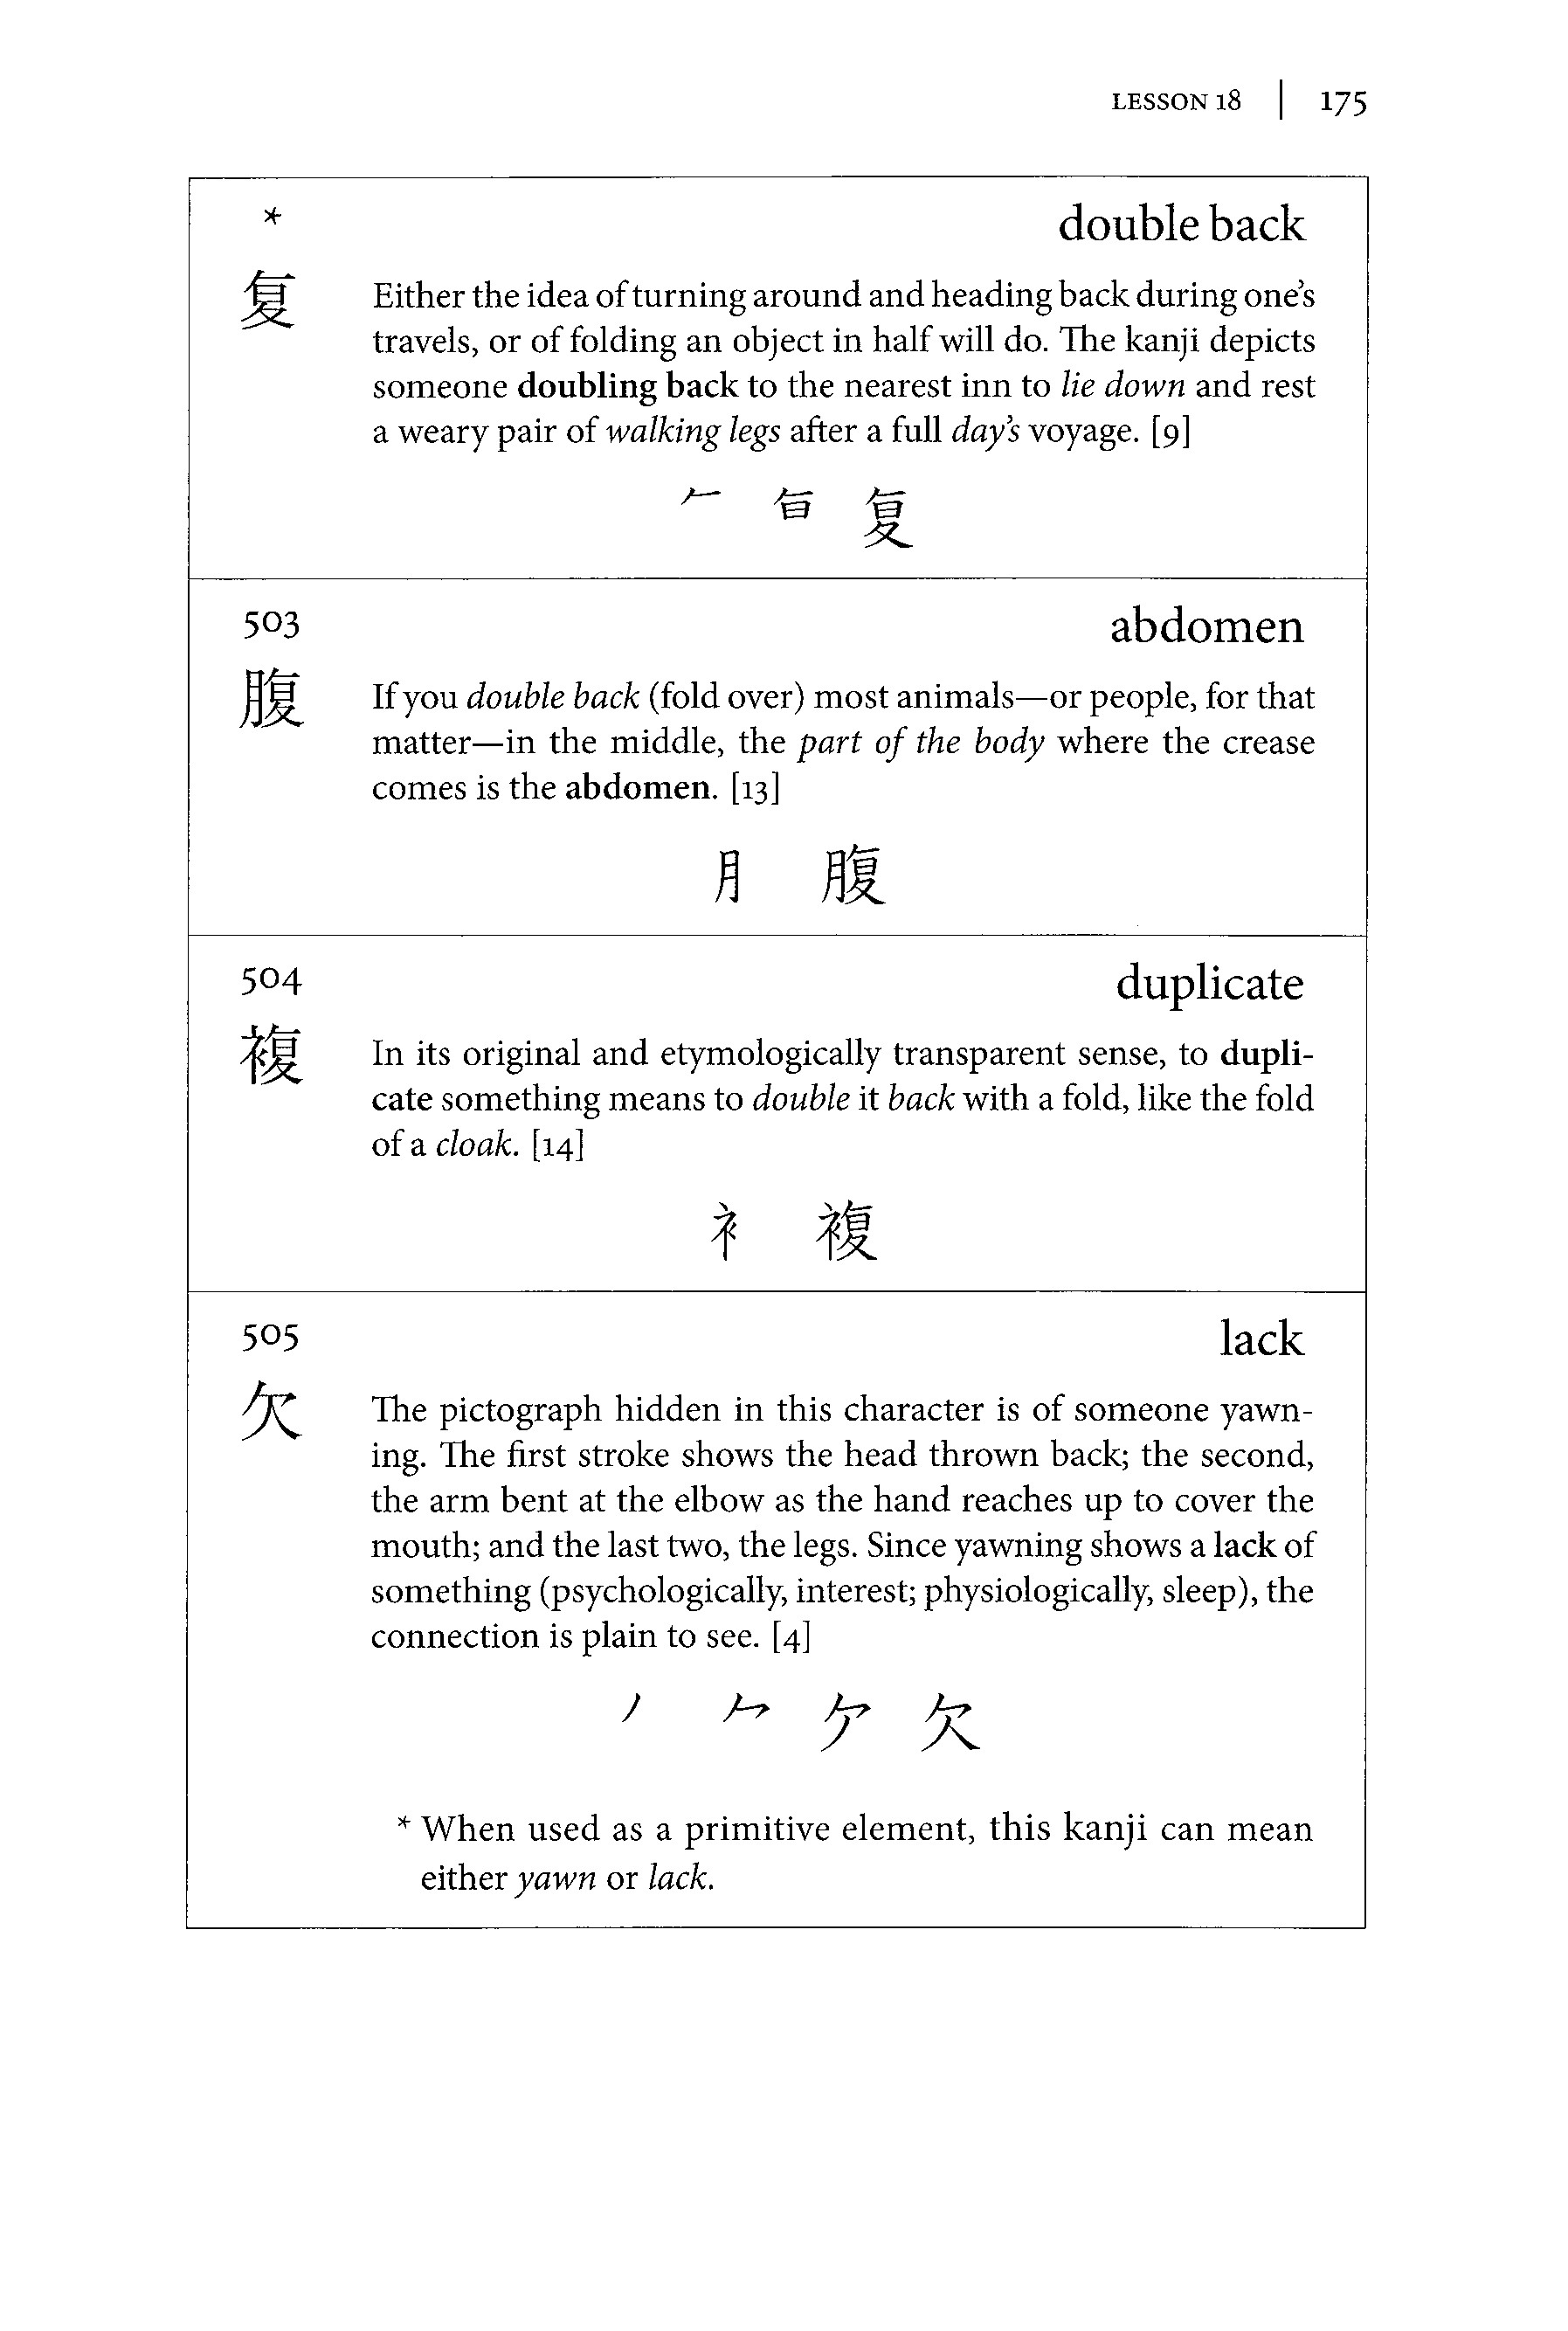 LESSON 18 | 175
* double back
复 Either the idea of turning around and heading back during one's
travels, or of folding an object in half will do. The kanji depicts
someone doubling back to the nearest inn to lie down and rest
a weary pair of walking legs after a full day's voyage. [9]
𠂉 㫐 复
503 abdomen
腹 If you double back (fold over) most animals—or people, for that
matter—in the middle, the part of the body where the crease
comes is the abdomen. [13]
月 腹
504 duplicate
複 In its original and etymologically transparent sense, to dupli-
cate something means to double it back with a fold, like the fold
of a cloak. [14]
衤 複
505 lack
欠 The pictograph hidden in this character is of someone yawn-
ing. The first stroke shows the head thrown back; the second,
the arm bent at the elbow as the hand reaches up to cover the
mouth; and the last two, the legs. Since yawning shows a lack of
something (psychologically, interest; physiologically, sleep), the
connection is plain to see. [4]
丿 欠
* When used as a primitive element, this kanji can mean
either yawn or lack.